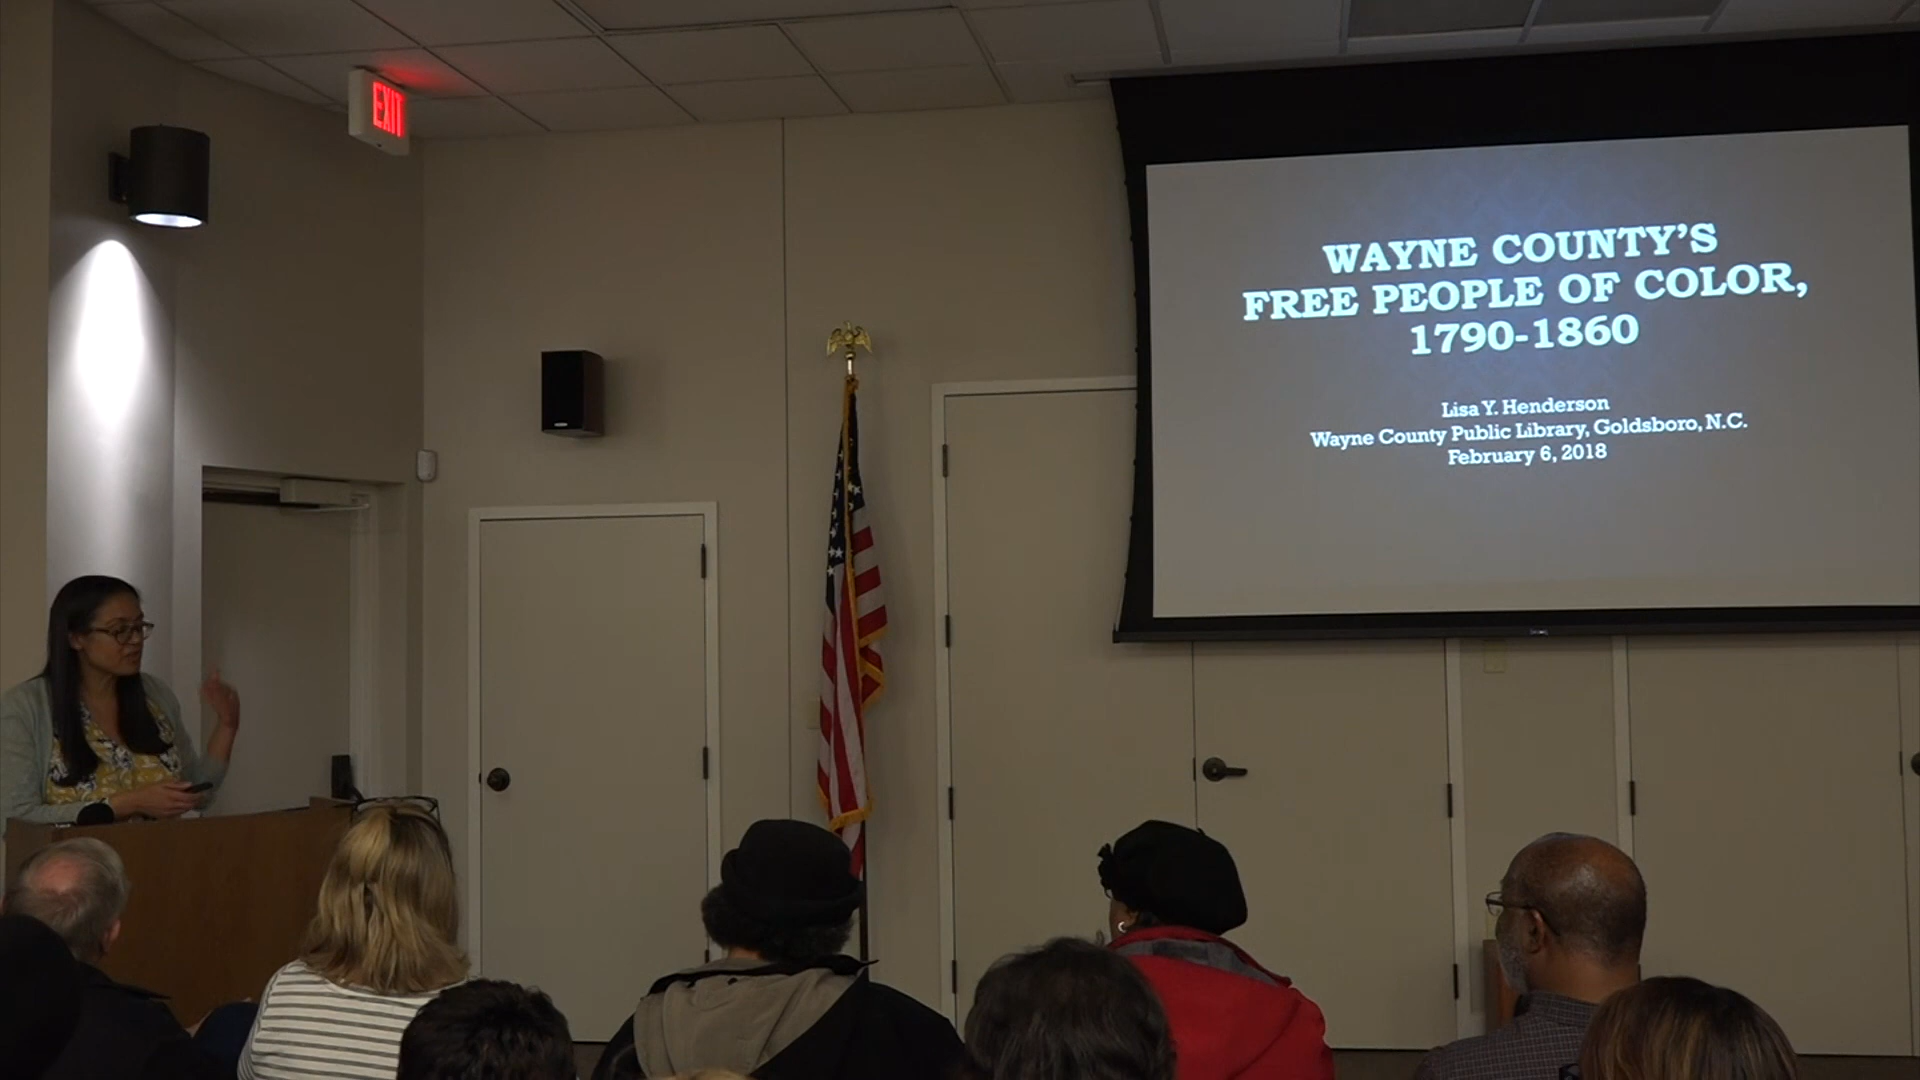 EXIT
WAYNE COUNTY'S
FREE PEOPLE OF COLOR,
1790-1860
Lisa Y. Henderson
Wayne County Public Library, Goldsboro, N.C.
February 6, 2018